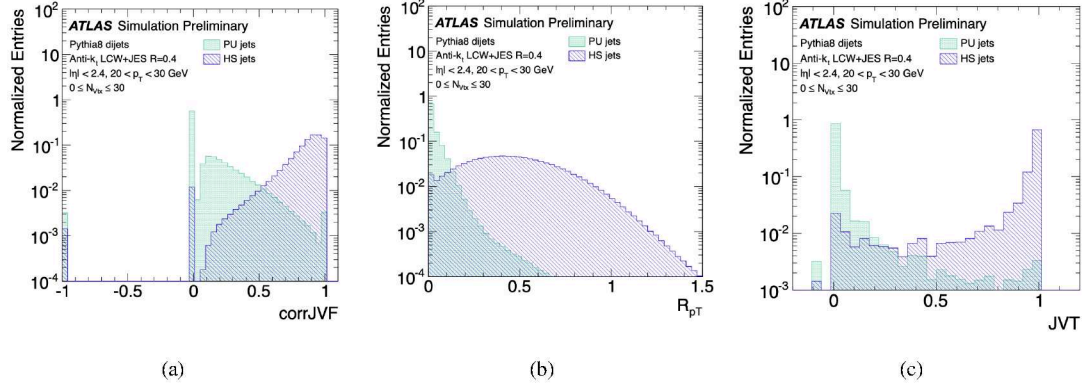 ATLAS Simulation Preliminary
Pythia8 dijets
Anti-kₜ LCW+JES R=0.4
|η| < 2.4, 20 < pT < 30 GeV
0 ≤ NVtx ≤ 30
PU jets
HS jets
Normalized Entries
10²
10
1
10⁻¹
10⁻²
10⁻³
10⁻⁴
-1 -0.5 0 0.5 1
corrJVF
(a)
ATLAS Simulation Preliminary
Pythia8 dijets
Anti-kₜ LCW+JES R=0.4
|η| < 2.4, 20 < pT < 30 GeV
0 ≤ NVtx ≤ 30
PU jets
HS jets
Normalized Entries
10²
10
1
10⁻¹
10⁻²
10⁻³
10⁻⁴
0 0.5 1 1.5
RpT
(b)
ATLAS Simulation Preliminary
Pythia8 dijets
Anti-kₜ LCW+JES R=0.4
|η| < 2.4, 20 < pT < 30 GeV
0 ≤ NVtx ≤ 30
PU jets
HS jets
Normalized Entries
10²
10
1
10⁻¹
10⁻²
10⁻³
0 0.5 1
JVT
(c)